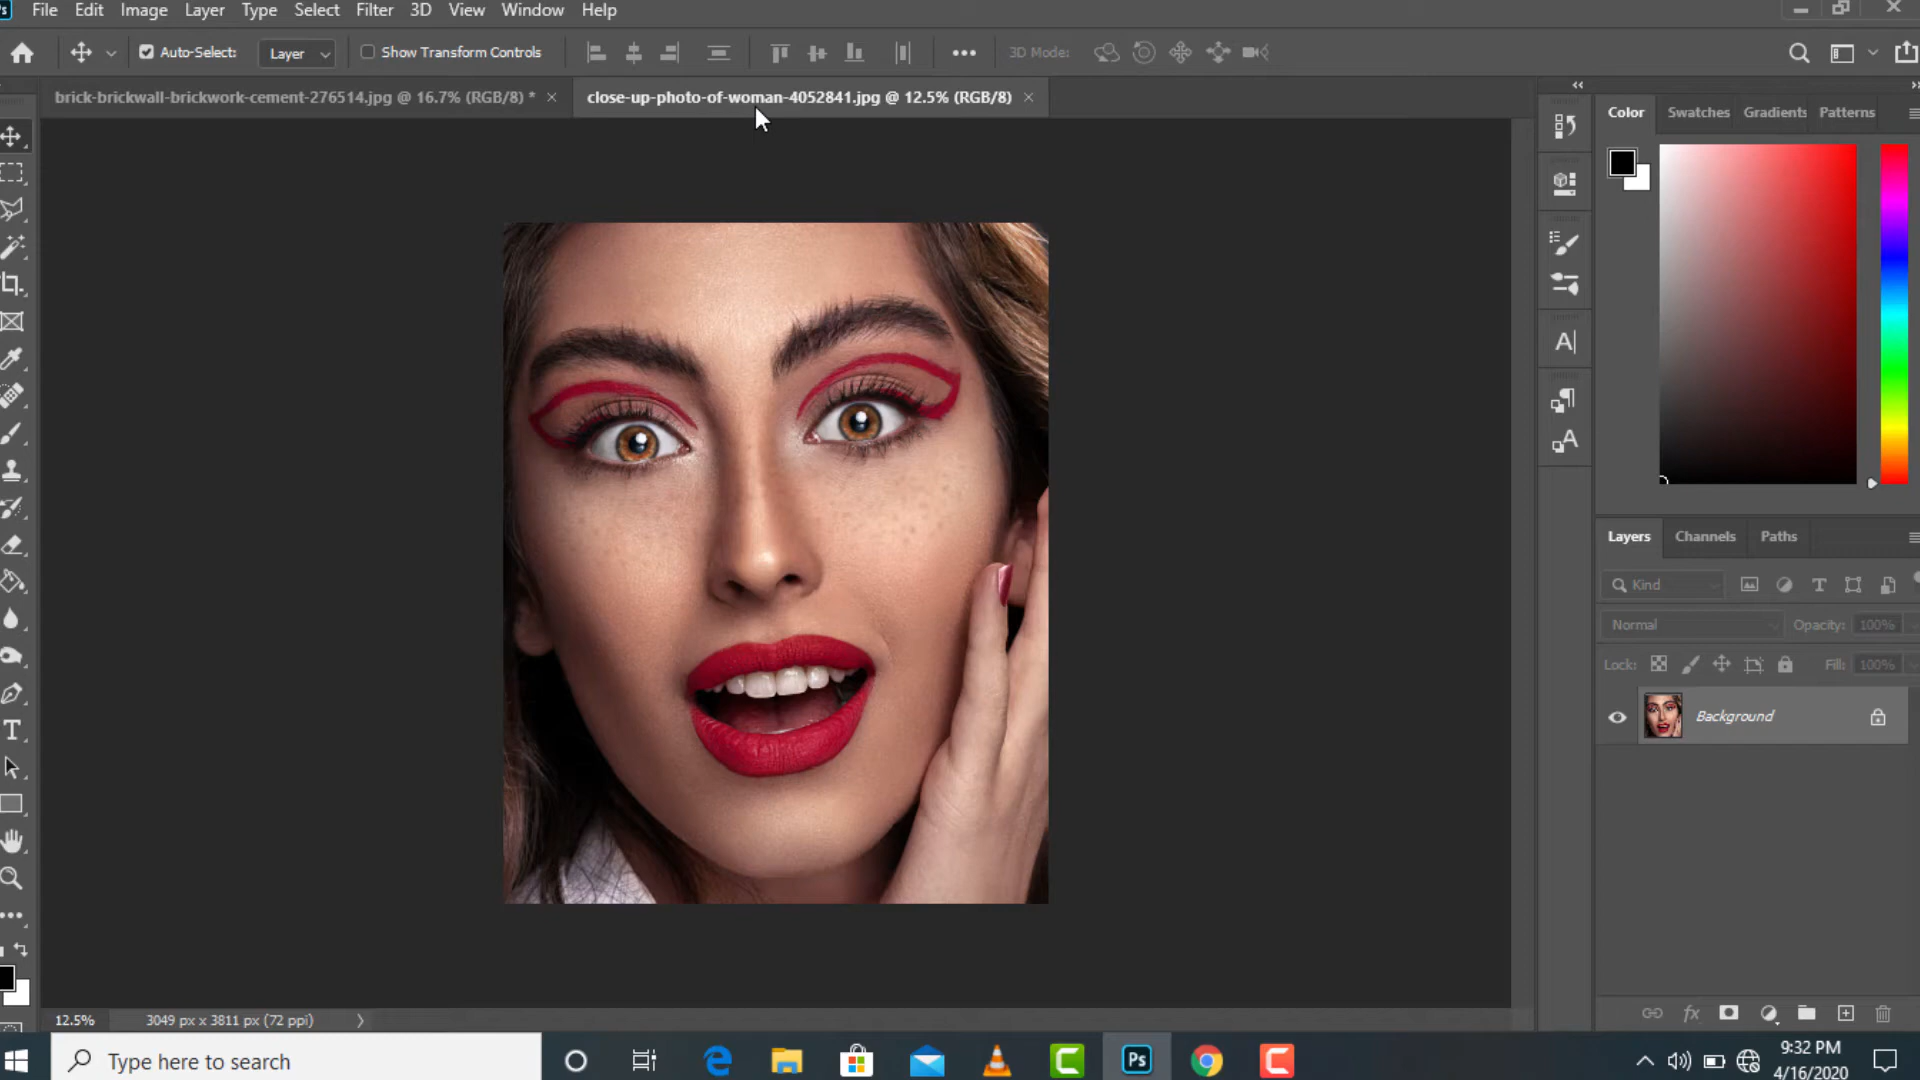 File Edit Image Layer Type Select Filter 3D View Window Help
Auto-Select: Layer Show Transform Controls 3D Mode:
brick-brickwall-brickwork-cement-276514.jpg @ 16.7% (RGB/8) *
close-up-photo-of-woman-4052841.jpg @ 12.5% (RGB/8)
Color Swatches Gradients Patterns
Layers Channels Paths
Kind
Normal Opacity: 100%
Lock: Fill: 100%
Background
12.5% 3049 px x 3811 px (72 ppi)
Type here to search
Ps
9:32 PM
4/16/2020